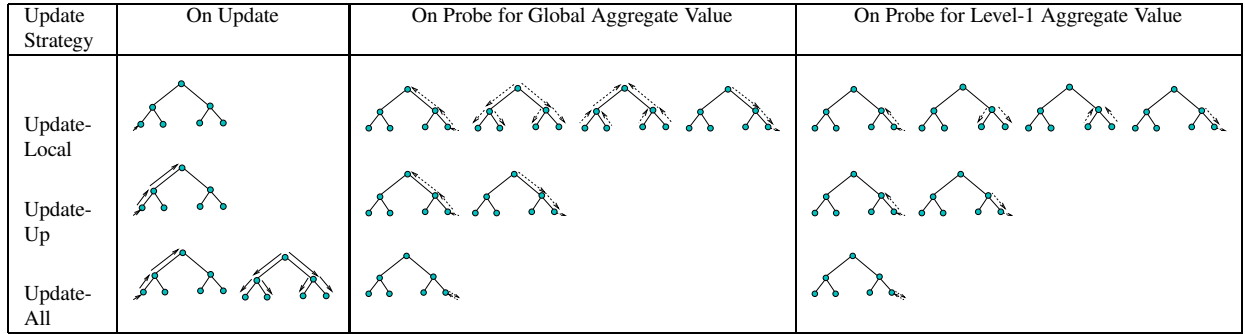 Update On Update On Probe for Global Aggregate Value On Probe for Level-1 Aggregate Value
Strategy
Update-
Local
Update-
Up
Update-
All